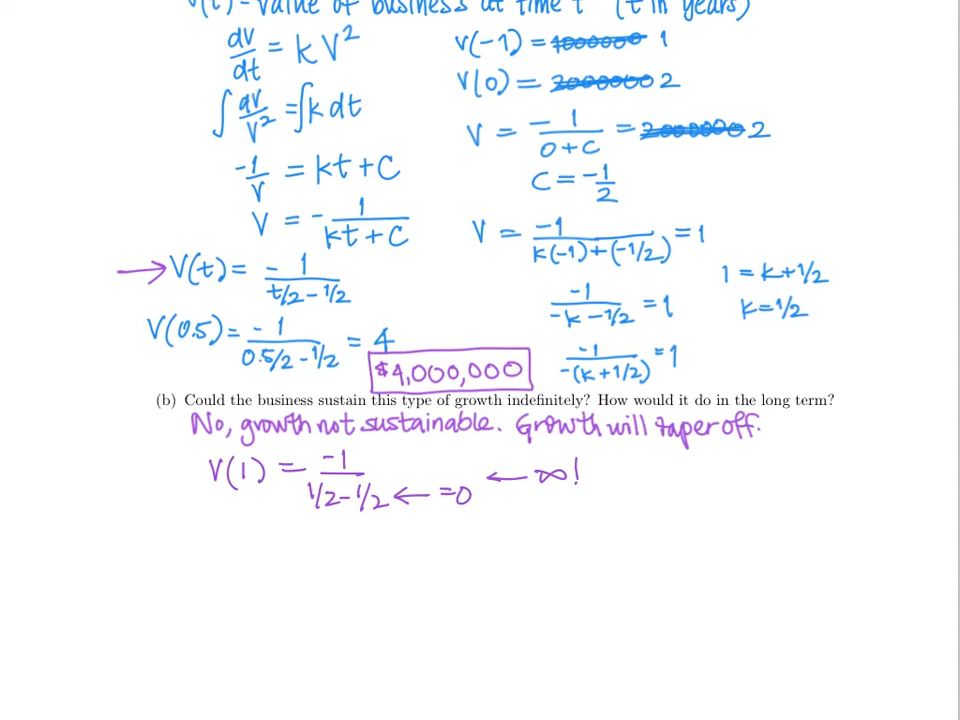 V(t) - value of business at time t (t in years)
dv/dt = kV²
∫ dv/V² = ∫k dt
-1/V = kt + C
V = - 1/(kt + C)
→ V(t) = - 1/(t/2 - 1/2)
V(0.5) = - 1/(0.5/2 - 1/2) = 4
$4,000,000
V(-1) = 1000000 1
V(0) = 2000000 2
V = - 1/(0 + C) = 2000000 2
C = -1/2
V = -1/(k(-1) + (-1/2)) = 1
-1/(-k - 1/2) = 1
-1/(-(k + 1/2)) = 1
1 = k + 1/2
k = 1/2
(b) Could the business sustain this type of growth indefinitely? How would it do in the long term?
No, growth not sustainable. Growth will taper off.
V(1) = -1/(1/2 - 1/2) ← =0 ← ∞!